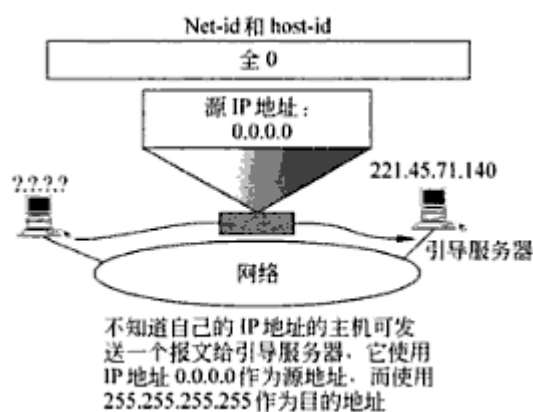 Net-id 和 host-id
全 0
源 IP 地址：
0.0.0.0
?.?.?.?
221.45.71.140
引导服务器
网络
不知道自己的 IP 地址的主机可发
送一个报文给引导服务器，它使用
IP 地址 0.0.0.0 作为源地址，而使用
255.255.255.255 作为目的地址